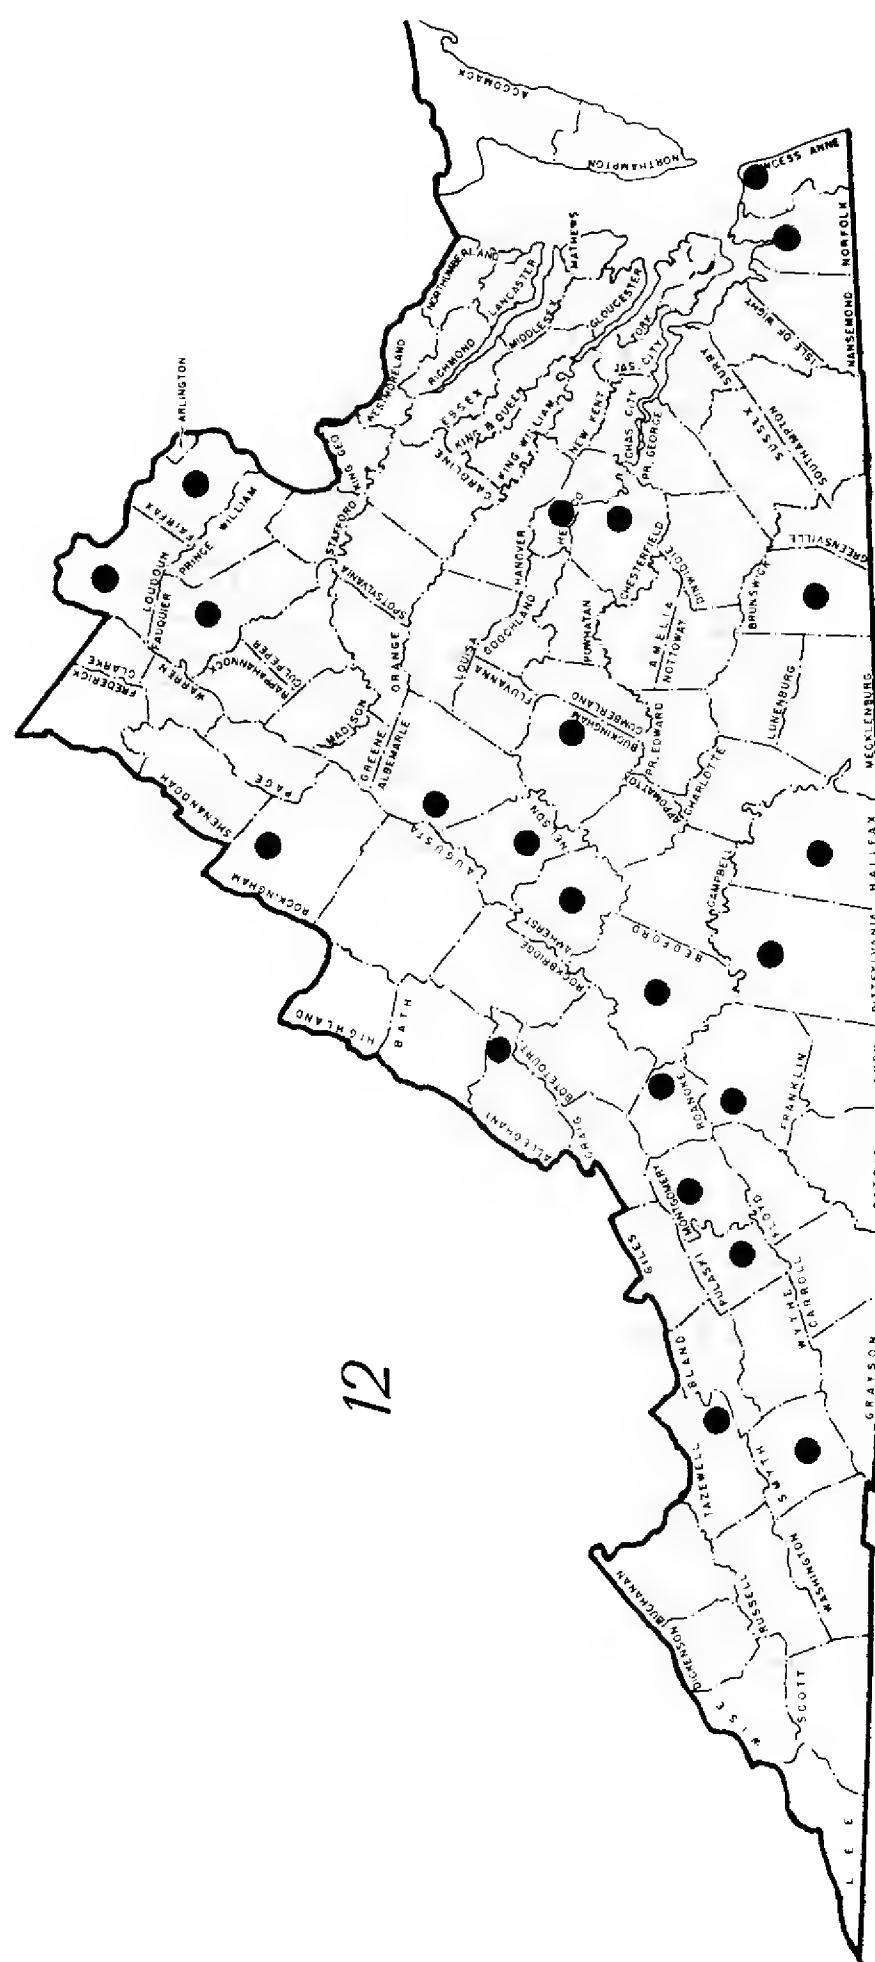 ACCOMACK
NORTHAMPTON
NORFOLK
NANSEMOND
ISLE OF WIGHT
SOUTHAMPTON
SURRY
SUSSEX
MATHEWS
GLOUCESTER
YORK
JAS CITY
CHAS CITY
PR. GEORGE
NEW KENT
KING WILLIAM
KING & QUEEN
MIDDLESEX
LANCASTER
NORTHUMBERLAND
RICHMOND
ESSEX
WESTMORELAND
CAROLINE
KING GEO
STAFFORD
SPOTSYLVANIA
ARLINGTON
FAIRFAX
PRINCE WILLIAM
LOUDOUN
FAUQUIER
CLARKE
FREDERICK
WARREN
RAPPAHANNOCK
CULPEPER
MADISON
ORANGE
GREENE
ALBEMARLE
LOUISA
FLUVANNA
GOOCHLAND
HANOVER
POWHATAN
CHESTERFIELD
AMELIA
NOTTOWAY
DINWIDDIE
BRUNSWICK
GREENSVILLE
LUNENBURG
MECKLENBURG
CUMBERLAND
BUCKINGHAM
PR. EDWARD
APPOMATTOX
CHARLOTTE
HALIFAX
CAMPBELL
NELSON
AMHERST
BEDFORD
AUGUSTA
ROCKBRIDGE
PAGE
SHENANDOAH
ROCKINGHAM
HIGHLAND
BATH
ALLEGHANY
BOTETOURT
CRAIG
ROANOKE
FRANKLIN
MONTGOMERY
FLOYD
GILES
PULASKI
WYTHE
CARROLL
BLAND
GRAYSON
TAZEWELL
SMYTH
WASHINGTON
RUSSELL
BUCHANAN
DICKENSON
WISE
SCOTT
LEE
12